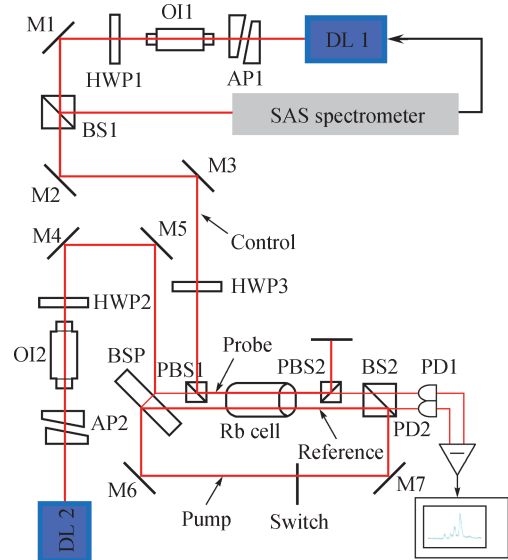 M1
OI1
DL 1
HWP1
AP1
BS1
SAS spectrometer
M2
M3
M4
M5
Control
HWP2
HWP3
OI2
BSP
PBS1
Probe
PBS2
BS2
PD1
AP2
Rb cell
Reference
PD2
M6
M7
Pump
Switch
DL 2